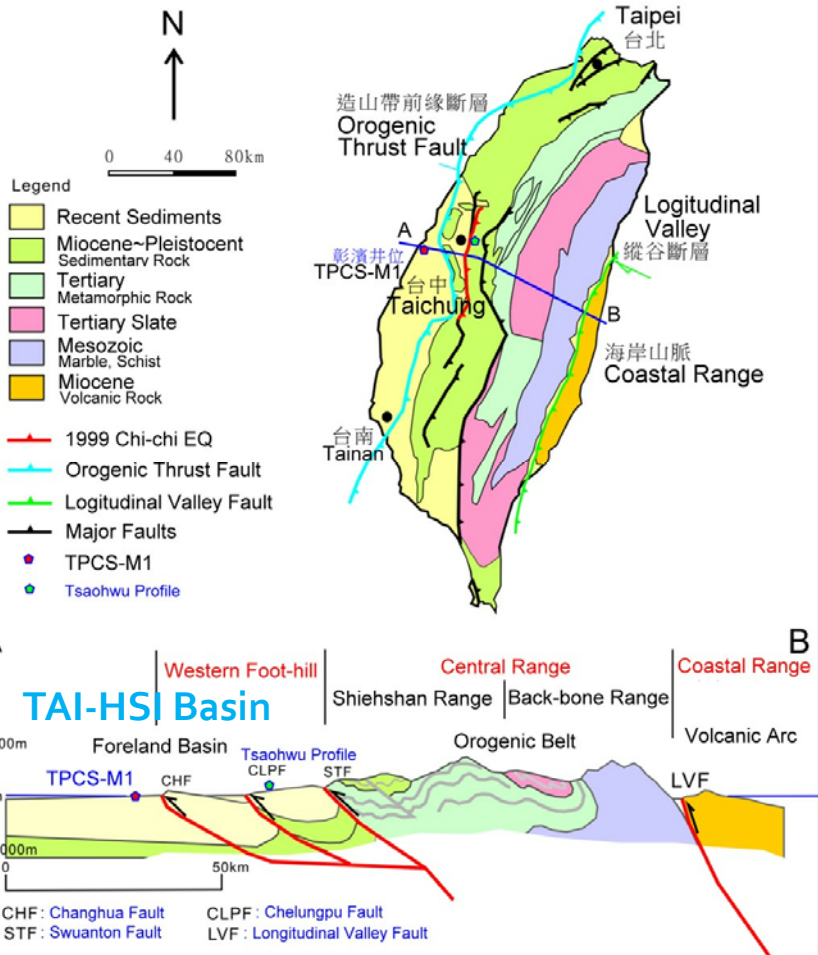 N
0 40 80km
Legend
Recent Sediments
Miocene~Pleistocent
Sedimentary Rock
Tertiary
Metamorphic Rock
Tertiary Slate
Mesozoic
Marble, Schist
Miocene
Volcanic Rock
1999 Chi-chi EQ
Orogenic Thrust Fault
Logitudinal Valley Fault
Major Faults
TPCS-M1
Tsaohwu Profile
Taipei
台北
造山帶前緣斷層
Orogenic
Thrust Fault
Logitudinal
Valley
縱谷斷層
A
彰濱井位
TPCS-M1
台中
Taichung
B
海岸山脈
Coastal Range
台南
Tainan
B
Western Foot-hill
Central Range
Coastal Range
Shiehshan Range
Back-bone Range
TAI-HSI Basin
Foreland Basin
Orogenic Belt
Volcanic Arc
00m
Tsaohwu Profile
TPCS-M1
CHF
CLPF
STF
LVF
000m
0 50km
CHF: Changhua Fault
CLPF: Chelungpu Fault
STF: Swuanton Fault
LVF: Longitudinal Valley Fault